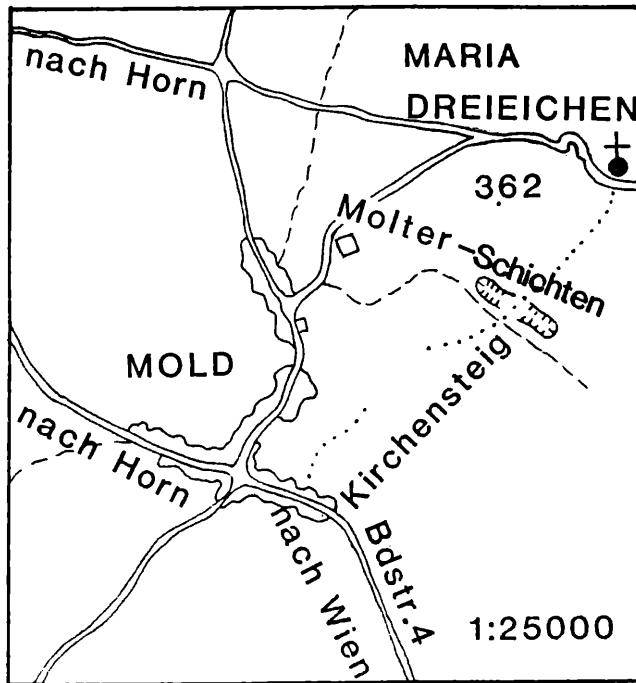 nach Horn
MARIA
DREIEICHEN
362
Molter-Schichten
MOLD
Kirchensteig
nach Horn
nach Wien
Bdstr.4
1:25000